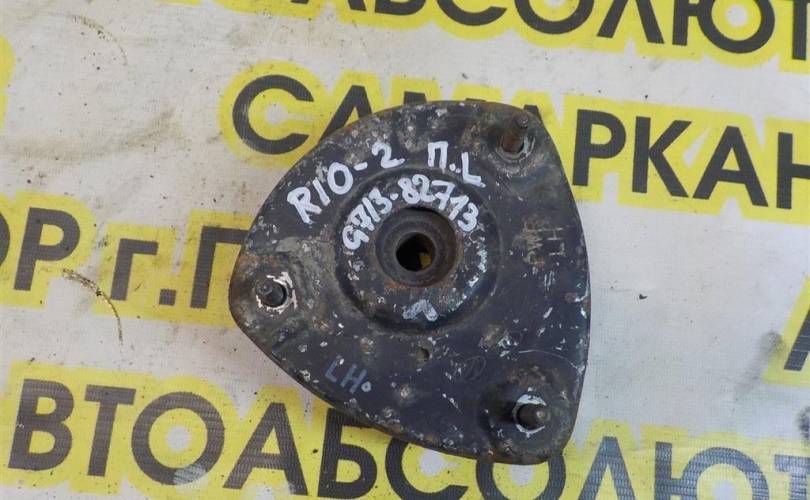 АБСОЛЮТ
САМАРКАН
ОР г.П
RIO-2 П.L
G713-82713
LH
ВТОАБСОЛЮТ